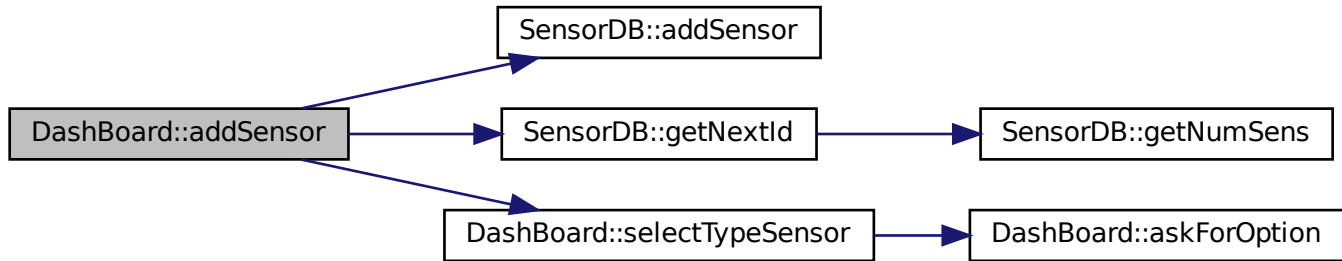 SensorDB::addSensor
DashBoard::addSensor
SensorDB::getNextId
SensorDB::getNumSens
DashBoard::selectTypeSensor
DashBoard::askForOption